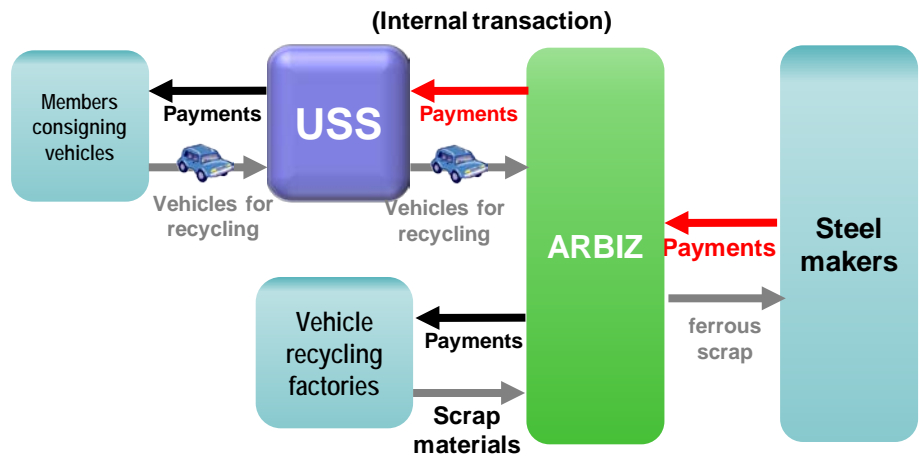 (Internal transaction)
Members
consigning
vehicles
Payments
Vehicles for
recycling
USS
Payments
Vehicles for
recycling
ARBIZ
Payments
ferrous
scrap
Steel
makers
Vehicle
recycling
factories
Payments
Scrap
materials